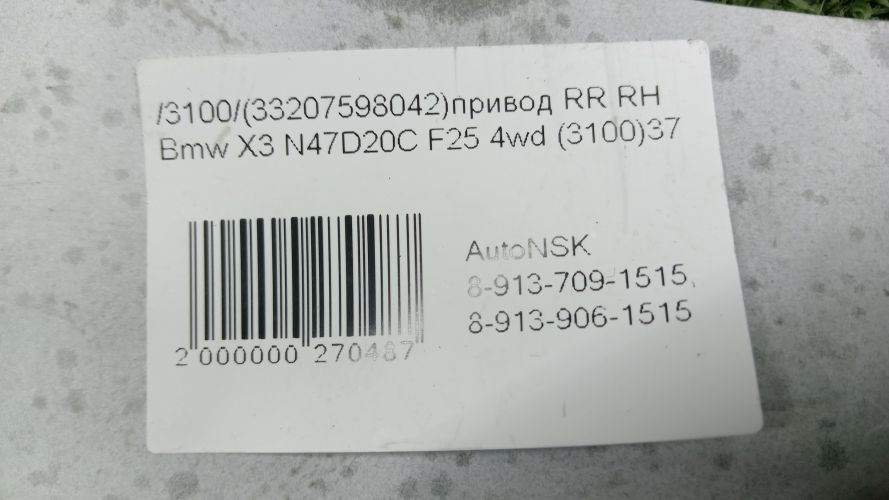 /3100/(33207598042)привод RR RH
Bmw X3 N47D20C F25 4wd (3100)37
AutoNSK
8-913-709-1515,
8-913-906-1515
2 000000 270487